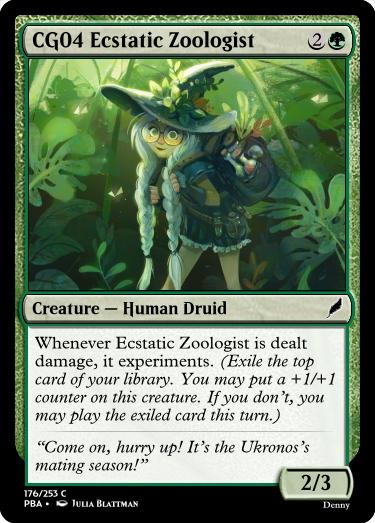 CG04 Ecstatic Zoologist 2
Creature — Human Druid
Whenever Ecstatic Zoologist is dealt
damage, it experiments. (Exile the top
card of your library. You may put a +1/+1
counter on this creature. If you don't, you
may play the exiled card this turn.)
“Come on, hurry up! It's the Ukronos's
mating season!”
2/3
176/253 C
PBA • Julia Blattman
Denny